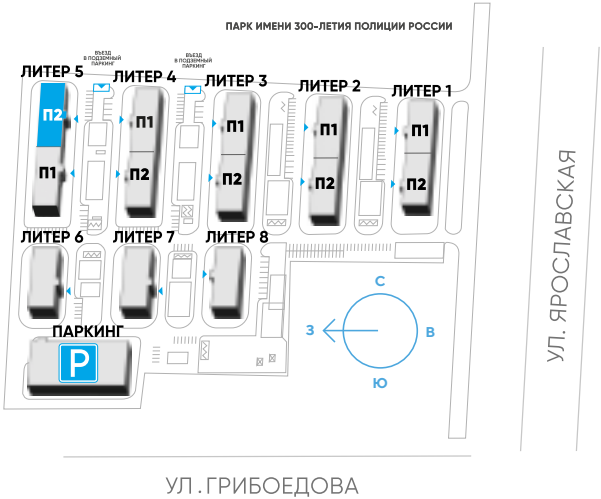 ПАРК ИМЕНИ 300-ЛЕТИЯ ПОЛИЦИИ РОССИИ
ВЪЕЗД
В ПОДЗЕМНЫЙ
ПАРКИНГ
ВЪЕЗД
В ПОДЗЕМНЫЙ
ПАРКИНГ
ЛИТЕР 5
ЛИТЕР 4
ЛИТЕР 3
ЛИТЕР 2
ЛИТЕР 1
П2
П1
П1
П2
П1
П2
П1
П2
П1
П2
ЛИТЕР 6
ЛИТЕР 7
ЛИТЕР 8
ПАРКИНГ
P
С
З
В
Ю
УЛ. ЯРОСЛАВСКАЯ
УЛ. ГРИБОЕДОВА